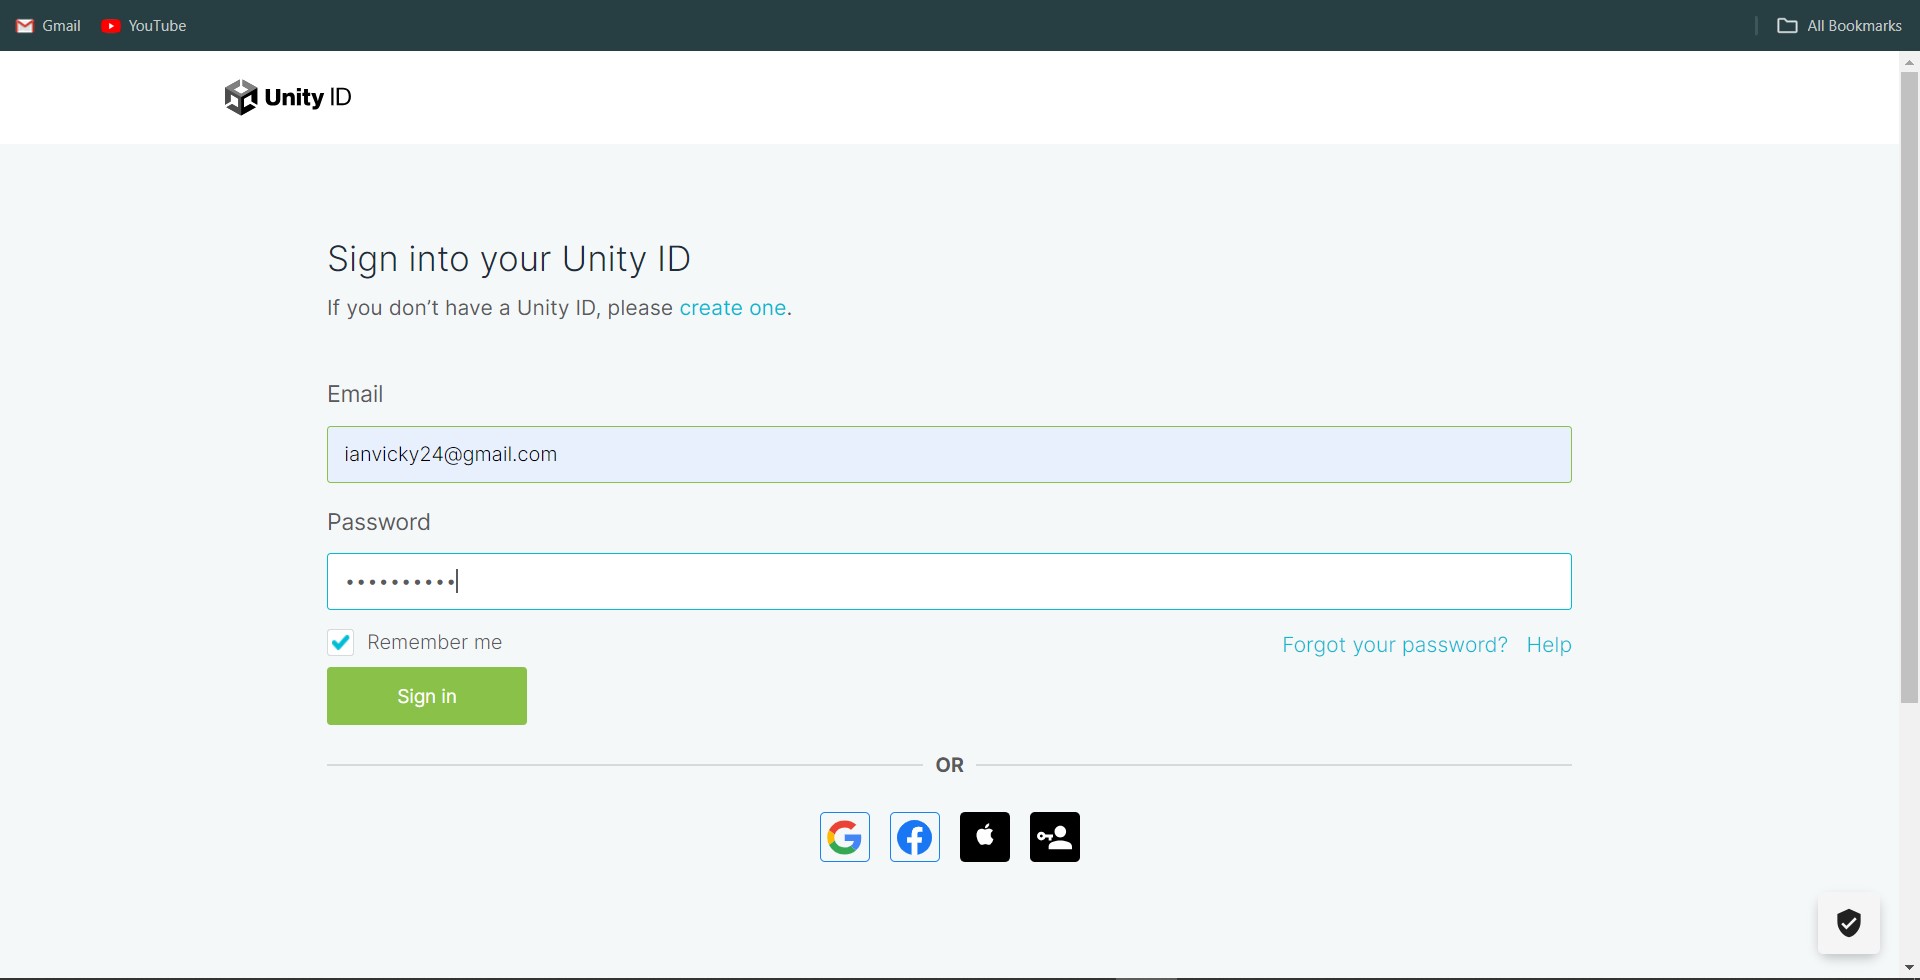 Gmail YouTube All Bookmarks
Unity ID
Sign into your Unity ID
If you don’t have a Unity ID, please create one.
Email
ianvicky24@gmail.com
Password
••••••••••
Remember me Forgot your password? Help
Sign in
OR